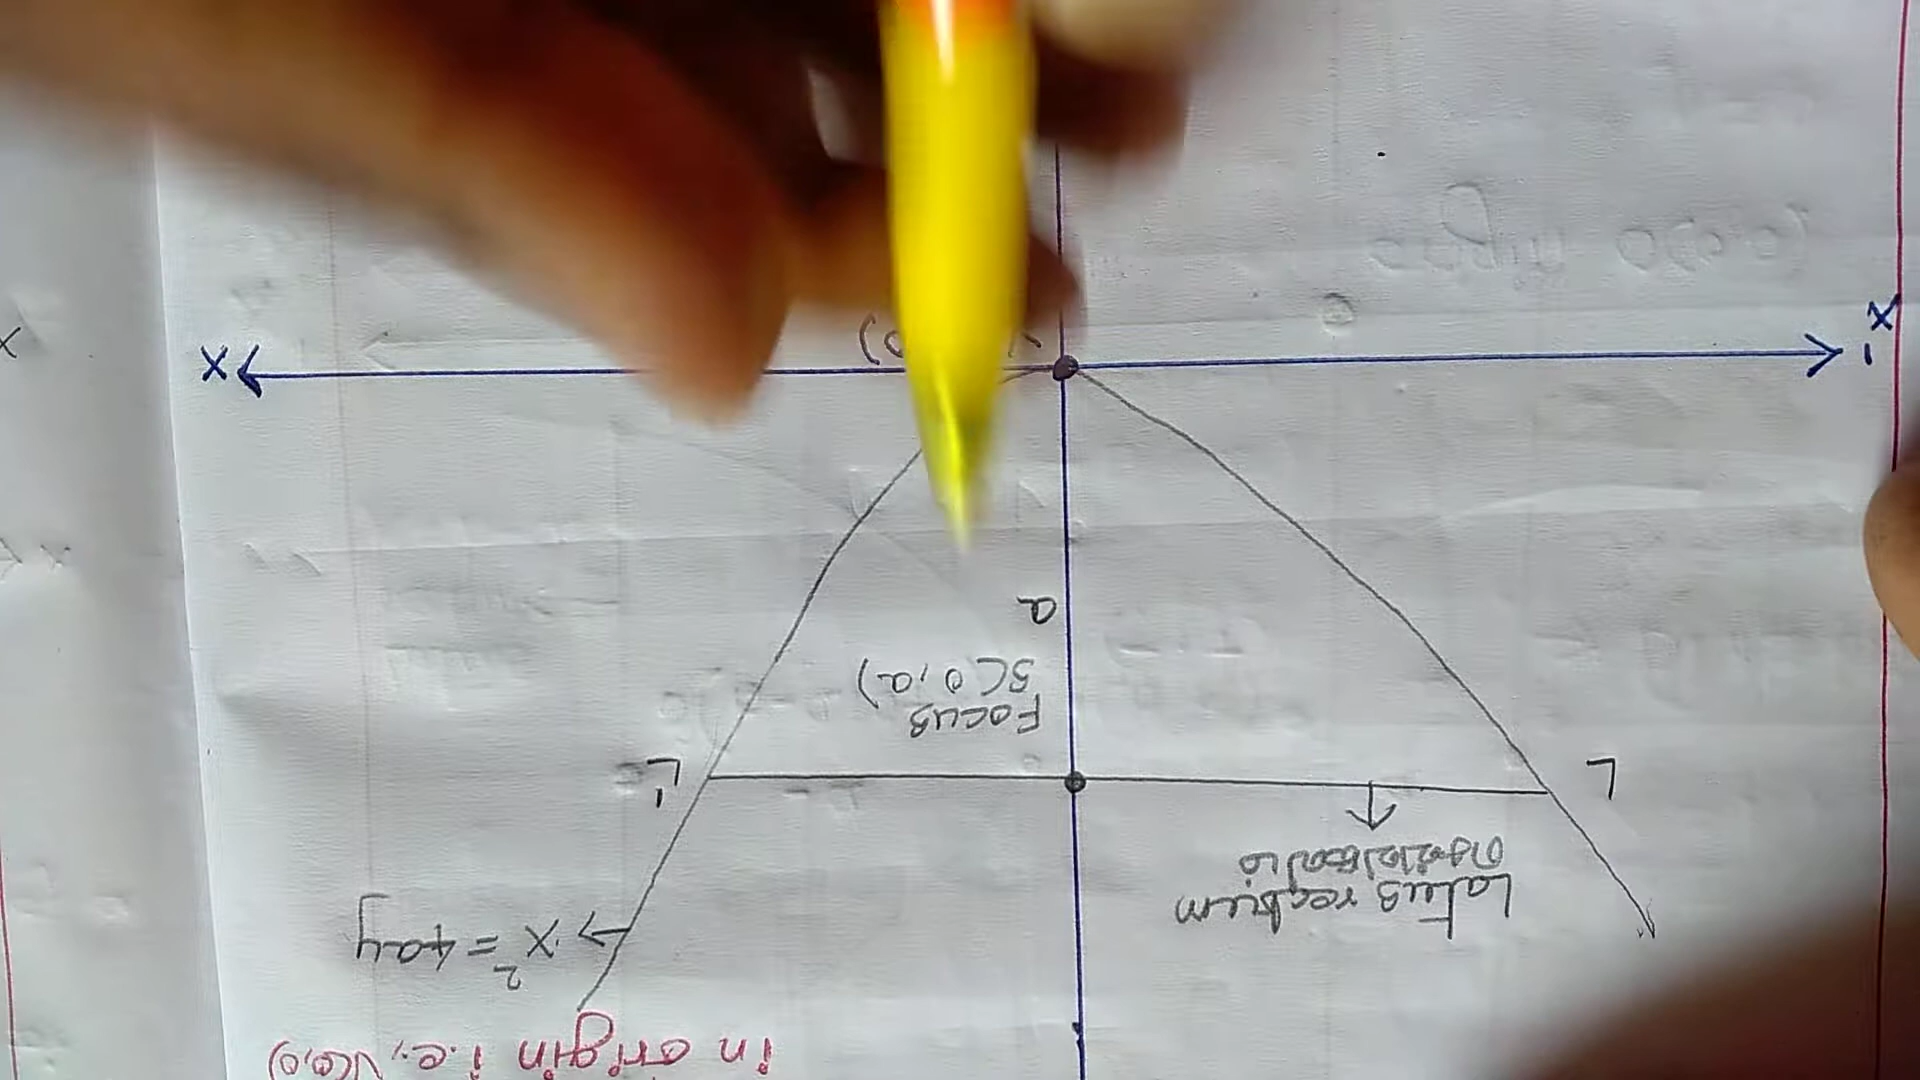 in origin i.e., V(0,0)
x² = 4ay
Latus rectum
L
L'
Focus
S(0,a)
a
X'
X